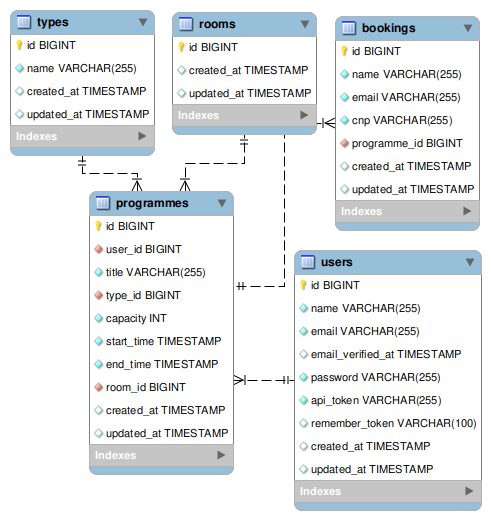 types
id BIGINT
name VARCHAR(255)
created_at TIMESTAMP
updated_at TIMESTAMP
Indexes
rooms
id BIGINT
created_at TIMESTAMP
updated_at TIMESTAMP
Indexes
bookings
id BIGINT
name VARCHAR(255)
email VARCHAR(255)
cnp VARCHAR(255)
programme_id BIGINT
created_at TIMESTAMP
updated_at TIMESTAMP
Indexes
programmes
id BIGINT
user_id BIGINT
title VARCHAR(255)
type_id BIGINT
capacity INT
start_time TIMESTAMP
end_time TIMESTAMP
room_id BIGINT
created_at TIMESTAMP
updated_at TIMESTAMP
Indexes
users
id BIGINT
name VARCHAR(255)
email VARCHAR(255)
email_verified_at TIMESTAMP
password VARCHAR(255)
api_token VARCHAR(255)
remember_token VARCHAR(100)
created_at TIMESTAMP
updated_at TIMESTAMP
Indexes